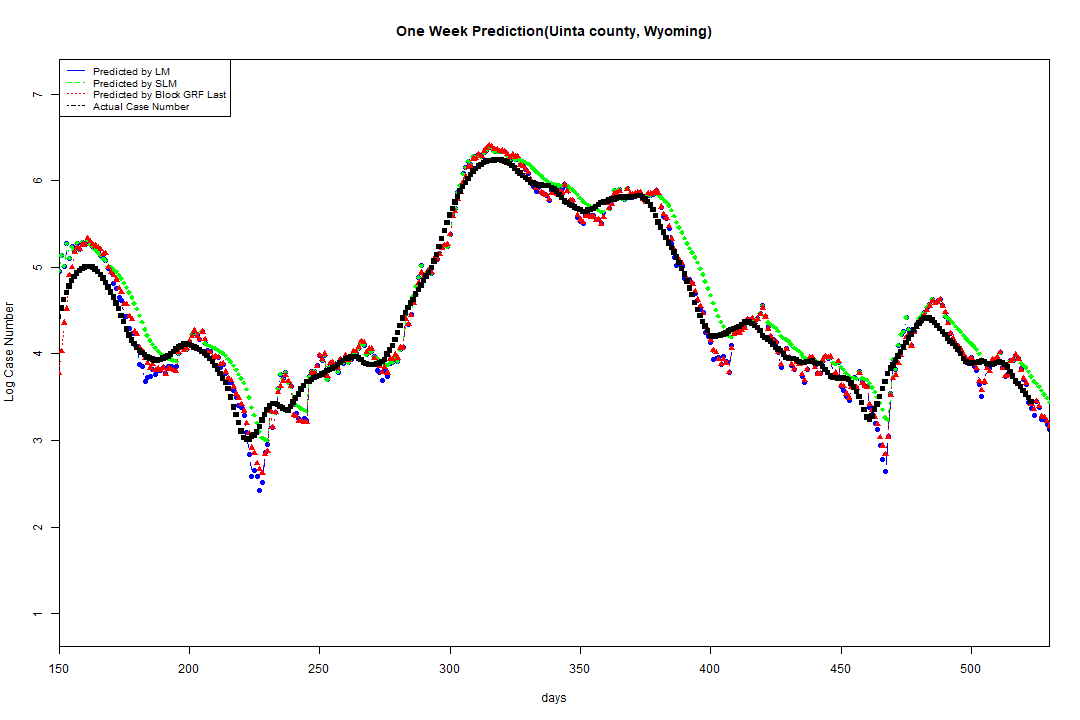 One Week Prediction(Uinta county, Wyoming)
Predicted by LM
Predicted by SLM
Predicted by Block GRF Last
Actual Case Number
7
6
5
4
3
2
1
Log Case Number
150 200 250 300 350 400 450 500
days